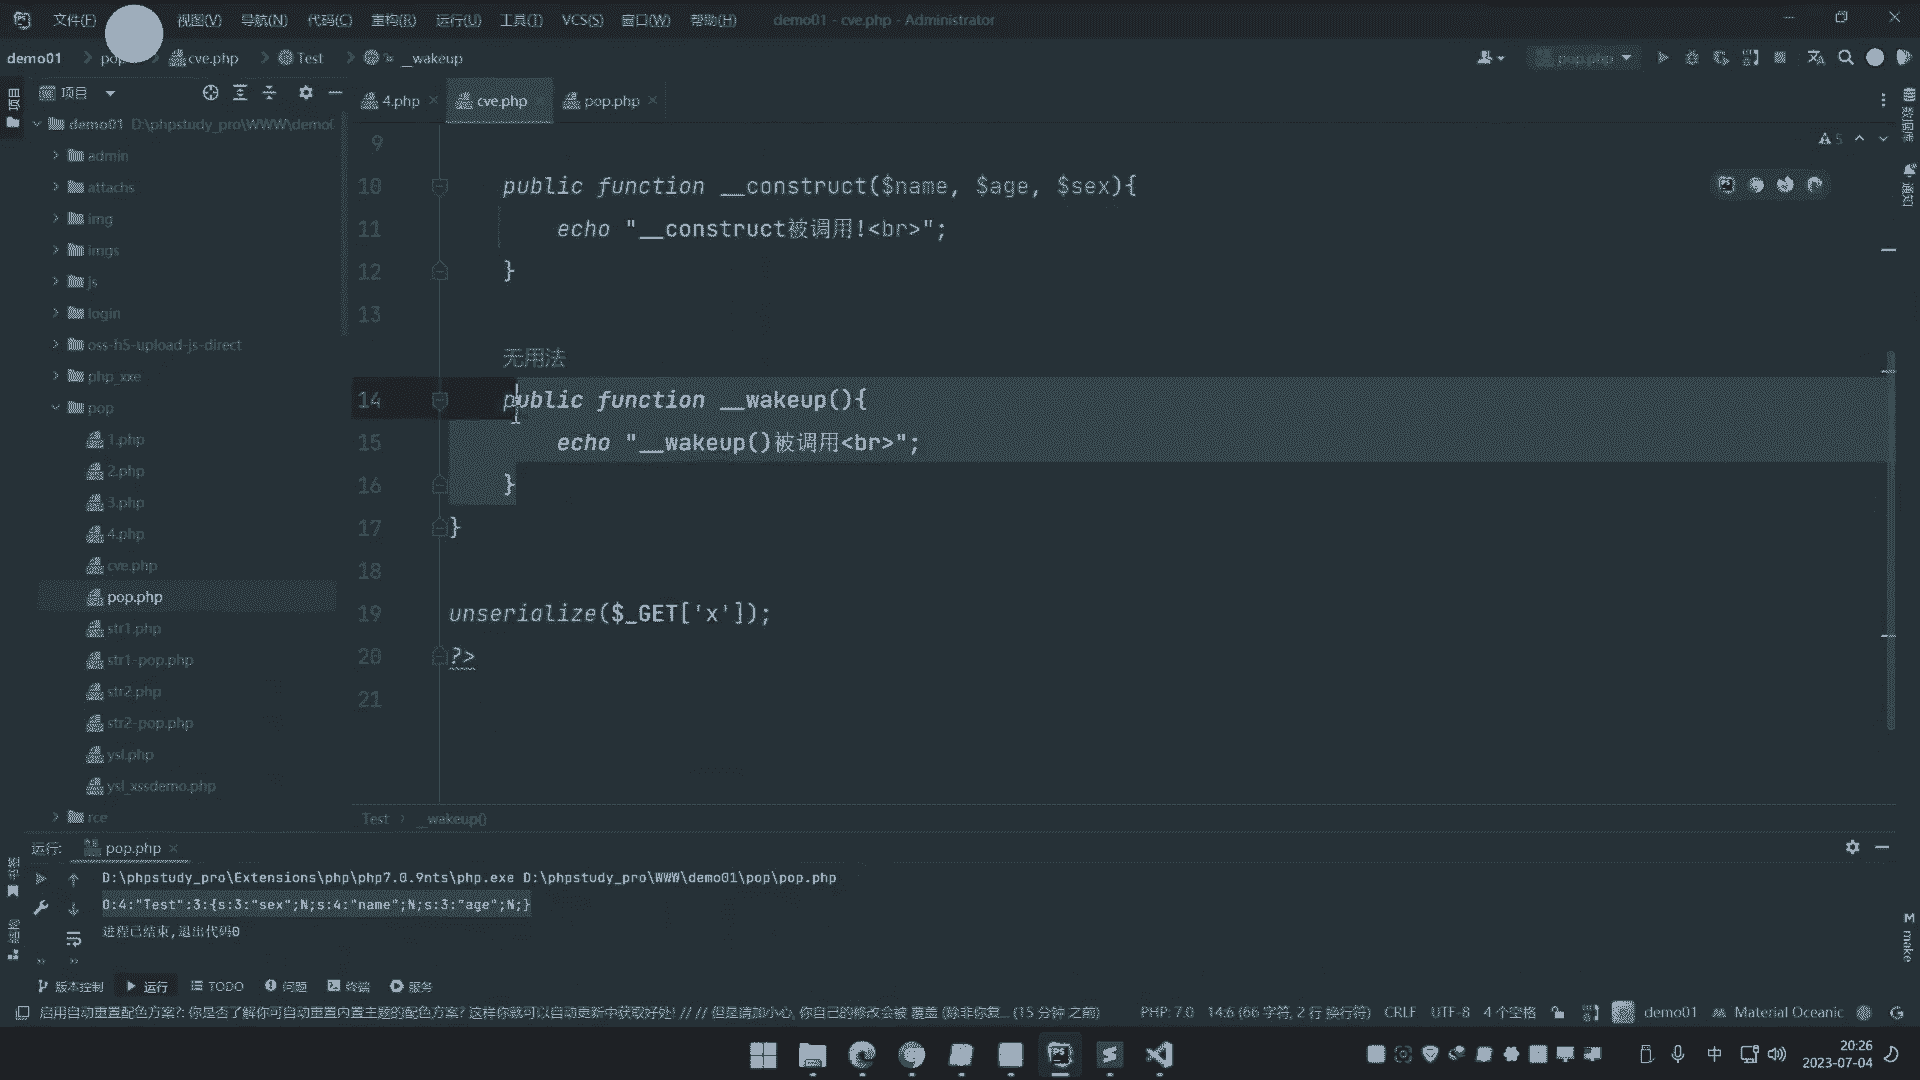 文件(F) 视图(V) 导航(N) 代码(C) 重构(R) 运行(U) 工具(T) VCS(S) 窗口(W) 帮助(H) demo01 - cve.php - Administrator
demo01 cve.php Test __wakeup pop.php
项目
4.php cve.php pop.php
demo01 D:\phpstudy_pro\WWW\demo
5
admin
attachs
img
imgs
js
login
oss-h5-upload-js-direct
php_xxe
pop
1.php
2.php
3.php
4.php
cve.php
pop.php
str1.php
str1-pop.php
str2.php
str2-pop.php
ysl.php
ysl_xssdemo.php
rce
9
10 public function __construct($name, $age, $sex){
11 echo "__construct被调用!<br>";
12 }
13
无用法
14 public function __wakeup(){
15 echo "__wakeup()被调用<br>";
16 }
17 }
18
19 unserialize($_GET['x']);
20 ?>
21
Test __wakeup()
数据库
通知
运行: pop.php
D:\phpstudy_pro\Extensions\php\php7.0.9nts\php.exe D:\phpstudy_pro\WWW\demo01\pop\pop.php
O:4:"Test":3:{s:3:"sex";N;s:4:"name";N;s:3:"age";N;}
进程已结束,退出代码0
书签
结构
M make
版本控制 运行 TODO 问题 终端 服务
启用自动重置配色方案?: 你是否了解你可自动重置内置主题的配色方案? 这样你就可以自动更新中获取好处! // // 但是请加小心, 你自己的修改会被 覆盖 (除非你复... (15 分钟 之前) PHP: 7.0 14:6 (66 字符, 2 行 换行符) CRLF UTF-8 4 个空格 demo01 Material Oceanic
中 20:26
2023-07-04